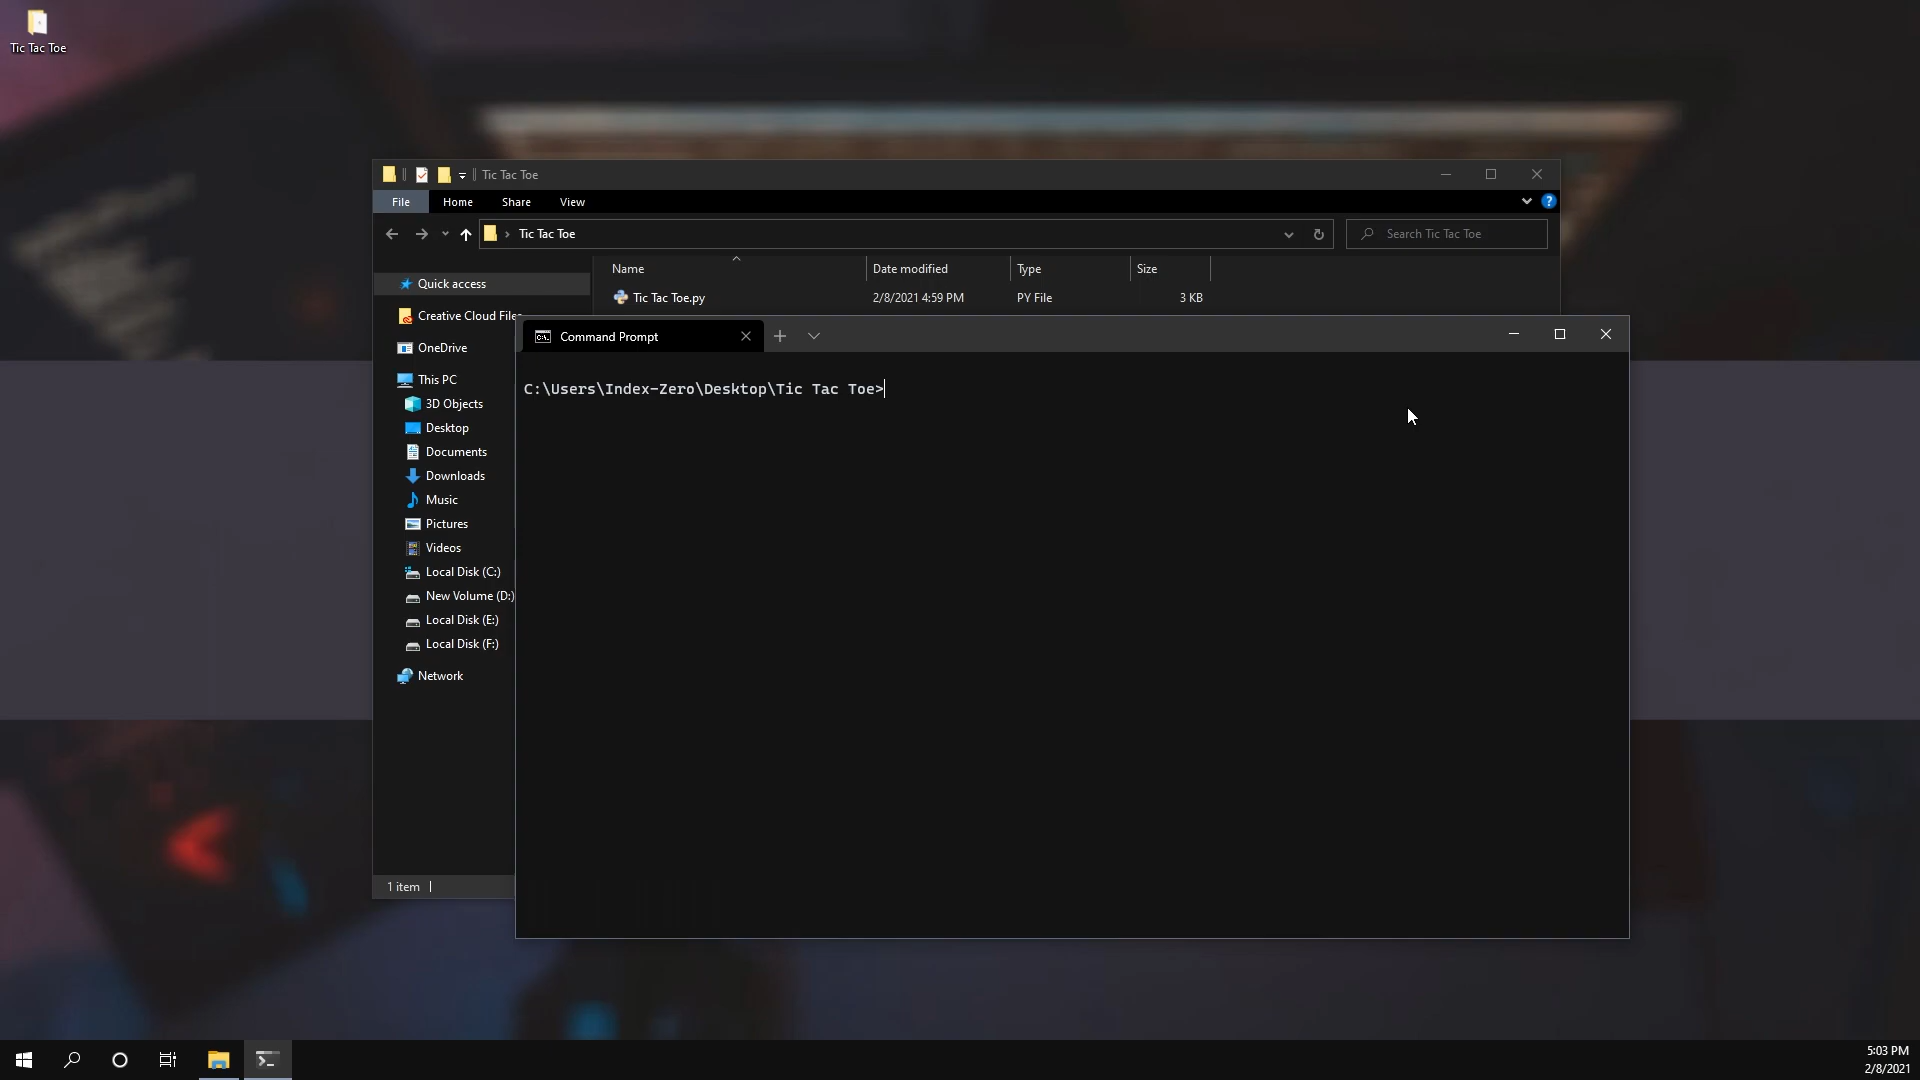 Tic Tac Toe
Tic Tac Toe
File Home Share View
Tic Tac Toe
Search Tic Tac Toe
Name Date modified Type Size
Quick access
Tic Tac Toe.py 2/8/2021 4:59 PM PY File 3 KB
Creative Cloud Files
Command Prompt
OneDrive
This PC
C:\Users\Index-Zero\Desktop\Tic Tac Toe>
3D Objects
Desktop
Documents
Downloads
Music
Pictures
Videos
Local Disk (C:)
New Volume (D:)
Local Disk (E:)
Local Disk (F:)
Network
1 item
5:03 PM
2/8/2021